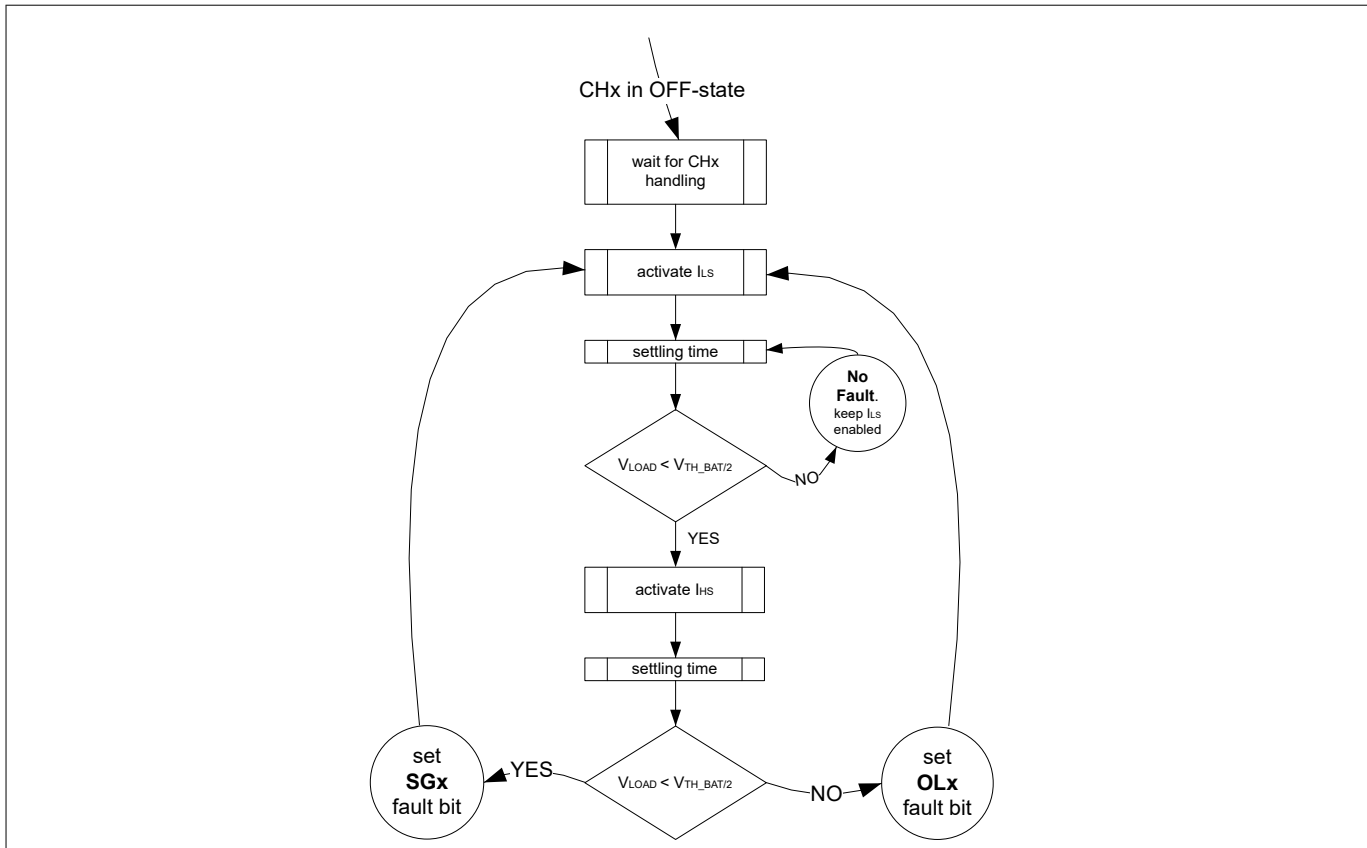 CHx in OFF-state
wait for CHx
handling
activate ILS
settling time
No
Fault.
keep ILS
enabled
VLOAD < VTH_BAT/2
NO
YES
activate IHS
settling time
set
SGx
fault bit
YES
VLOAD < VTH_BAT/2
NO
set
OLx
fault bit